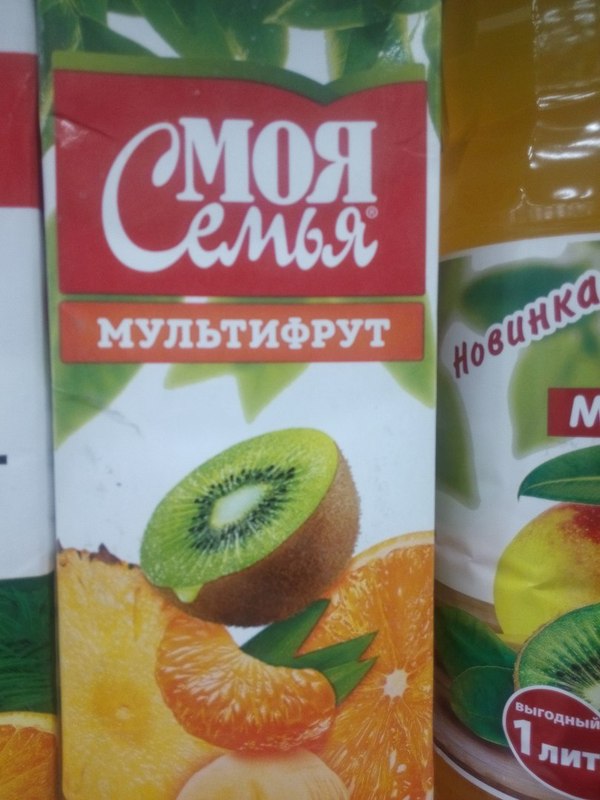 МОЯ
Семья®
МУЛЬТИФРУТ
Новинка
выгодный
1 лит